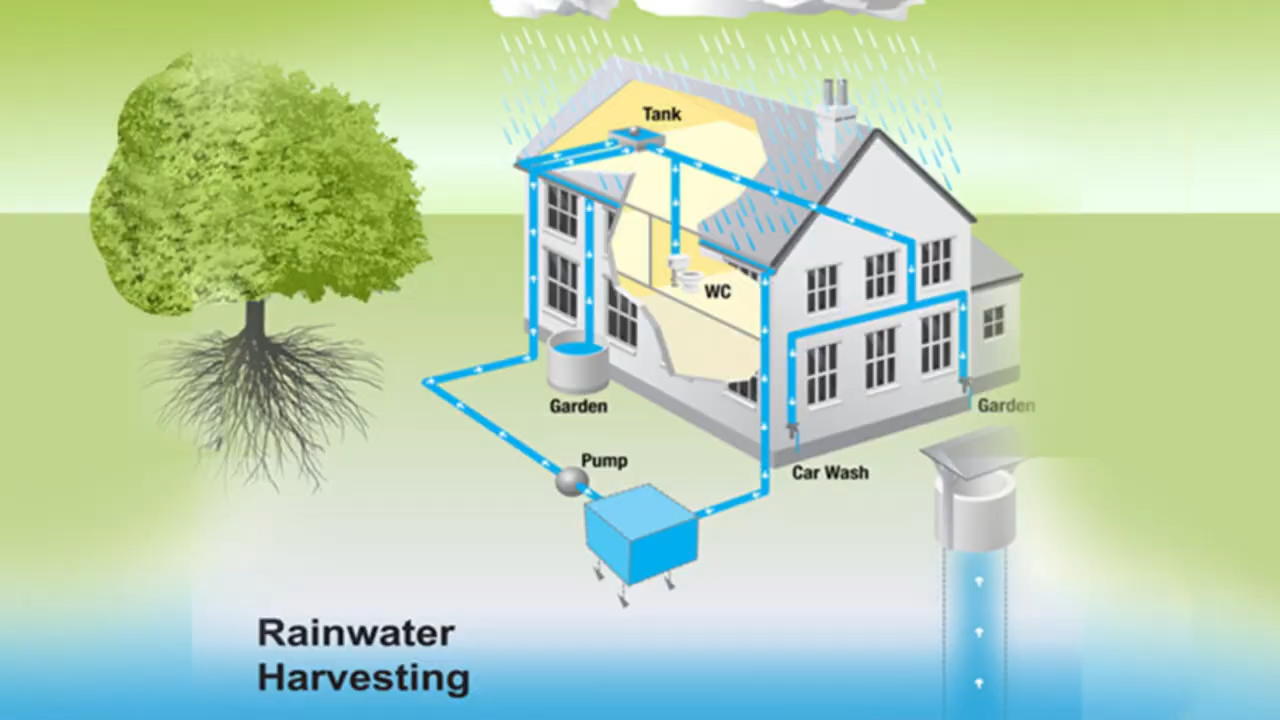 Tank
WC
Garden
Garden
Pump
Car Wash
Rainwater
Harvesting